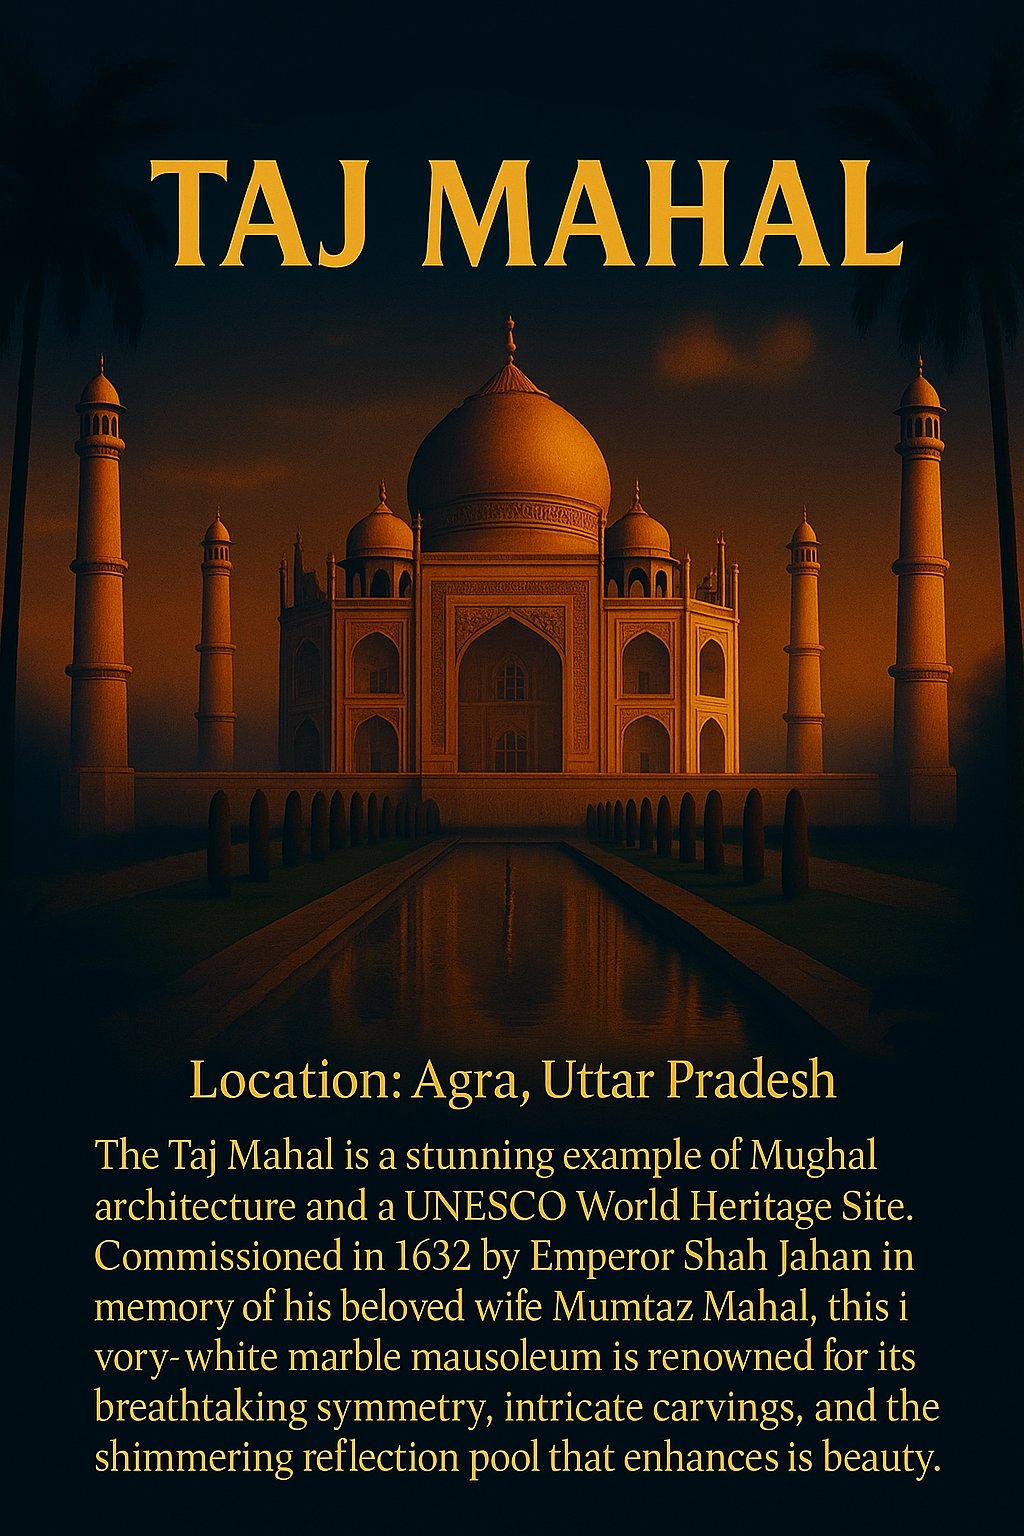 TAJ MAHAL
Location: Agra, Uttar Pradesh
The Taj Mahal is a stunning example of Mughal
architecture and a UNESCO World Heritage Site.
Commissioned in 1632 by Emperor Shah Jahan in
memory of his beloved wife Mumtaz Mahal, this i
vory-white marble mausoleum is renowned for its
breathtaking symmetry, intricate carvings, and the
shimmering reflection pool that enhances is beauty.